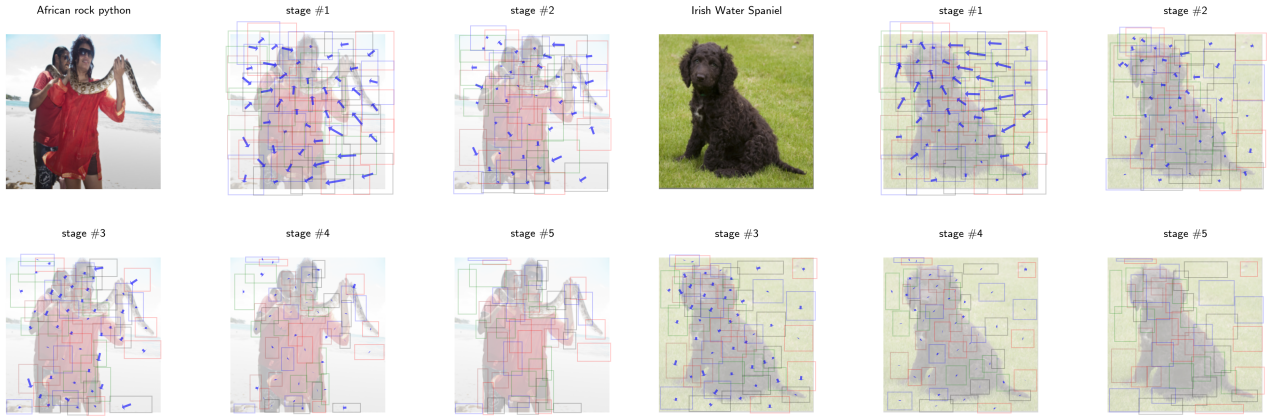 African rock python
stage #1
stage #2
Irish Water Spaniel
stage #1
stage #2
stage #3
stage #4
stage #5
stage #3
stage #4
stage #5